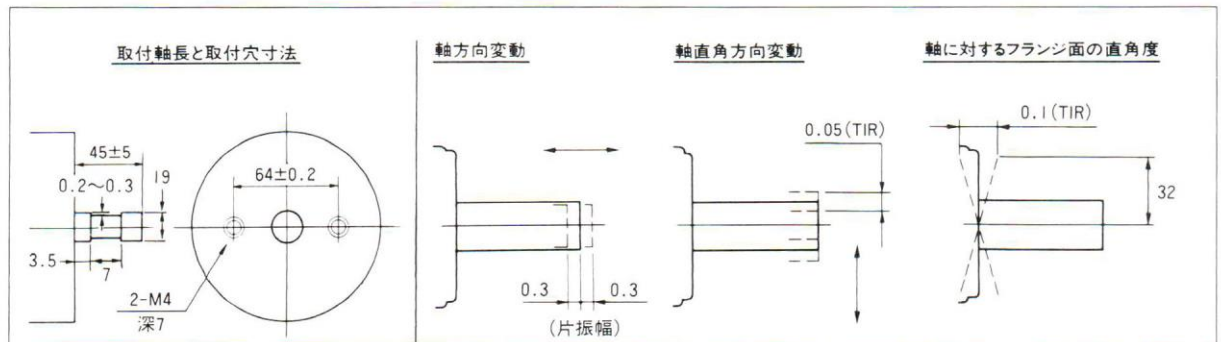 取付軸長と取付穴寸法
45±5
0.2～0.3
19
3.5
7
64±0.2
2-M4
深7
軸方向変動
0.3
0.3
(片振幅)
軸直角方向変動
0.05(TIR)
軸に対するフランジ面の直角度
0.1(TIR)
32